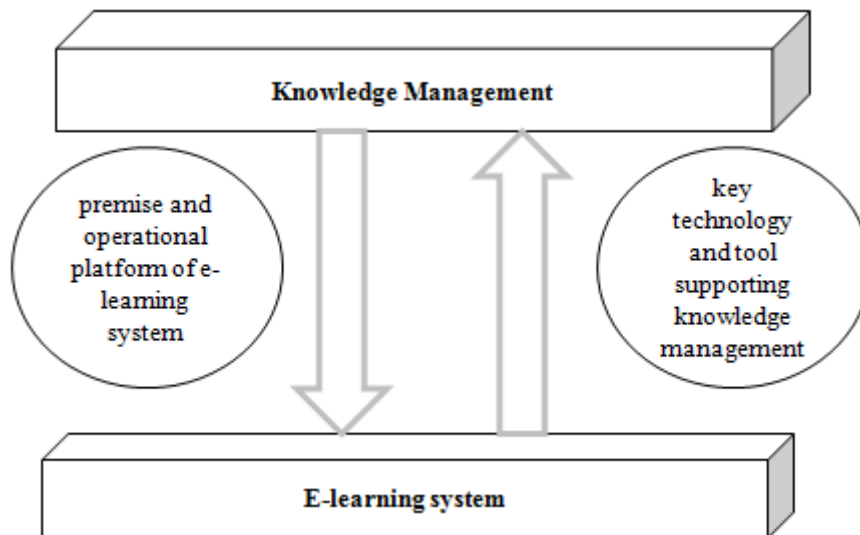 Knowledge Management
premise and
operational
platform of e-
learning
system
key
technology
and tool
supporting
knowledge
management
E-learning system